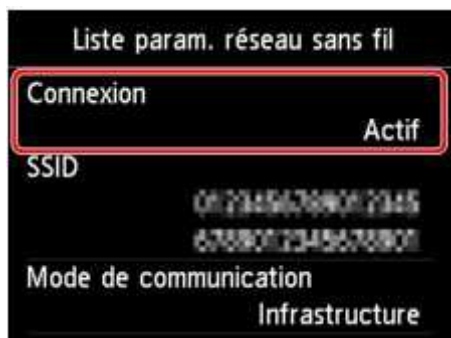 Liste param. réseau sans fil
Connexion
Actif
SSID
Mode de communication
Infrastructure